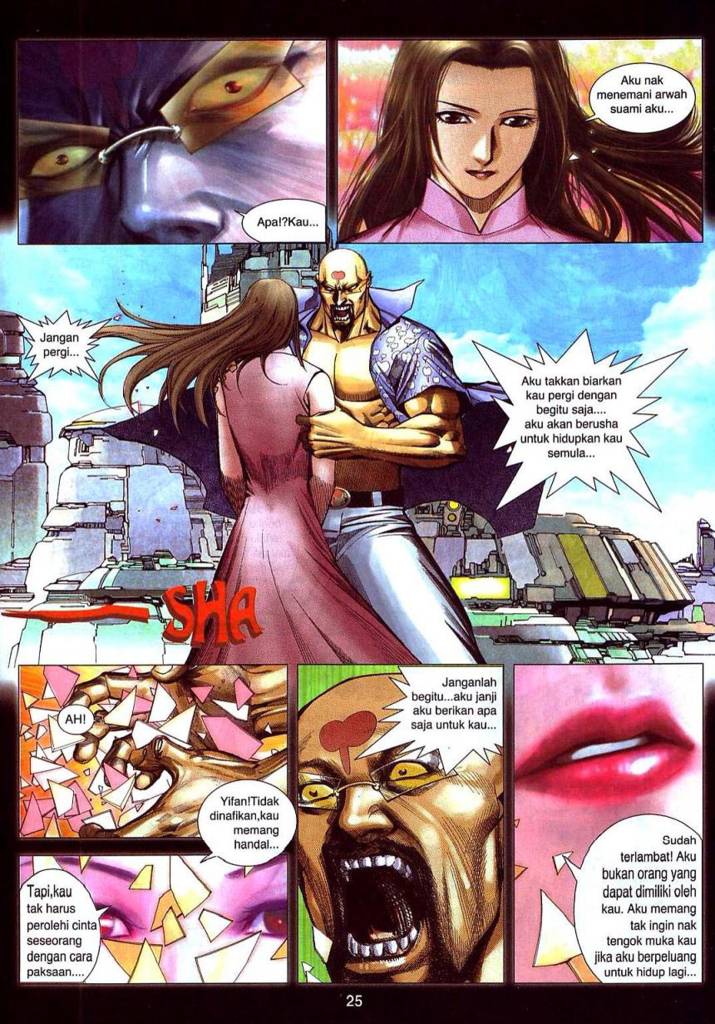 Apa!?Kau...
Aku nak
menemani arwah
suami aku...
Jangan
pergi...
Aku takkan biarkan
kau pergi dengan
begitu saja....
aku akan berusha
untuk hidupkan kau
semula...
SHA
AH!
Yifan!Tidak
dinafikan,kau
memang
handal...
Tapi,kau
tak harus
perolehi cinta
seseorang
dengan cara
paksaan....
Janganlah
begitu...aku janji
aku berikan apa
saja untuk kau...
Sudah
terlambat! Aku
bukan orang yang
dapat dimiliki oleh
kau. Aku memang
tak ingin nak
tengok muka kau
jika aku berpeluang
untuk hidup lagi...
25